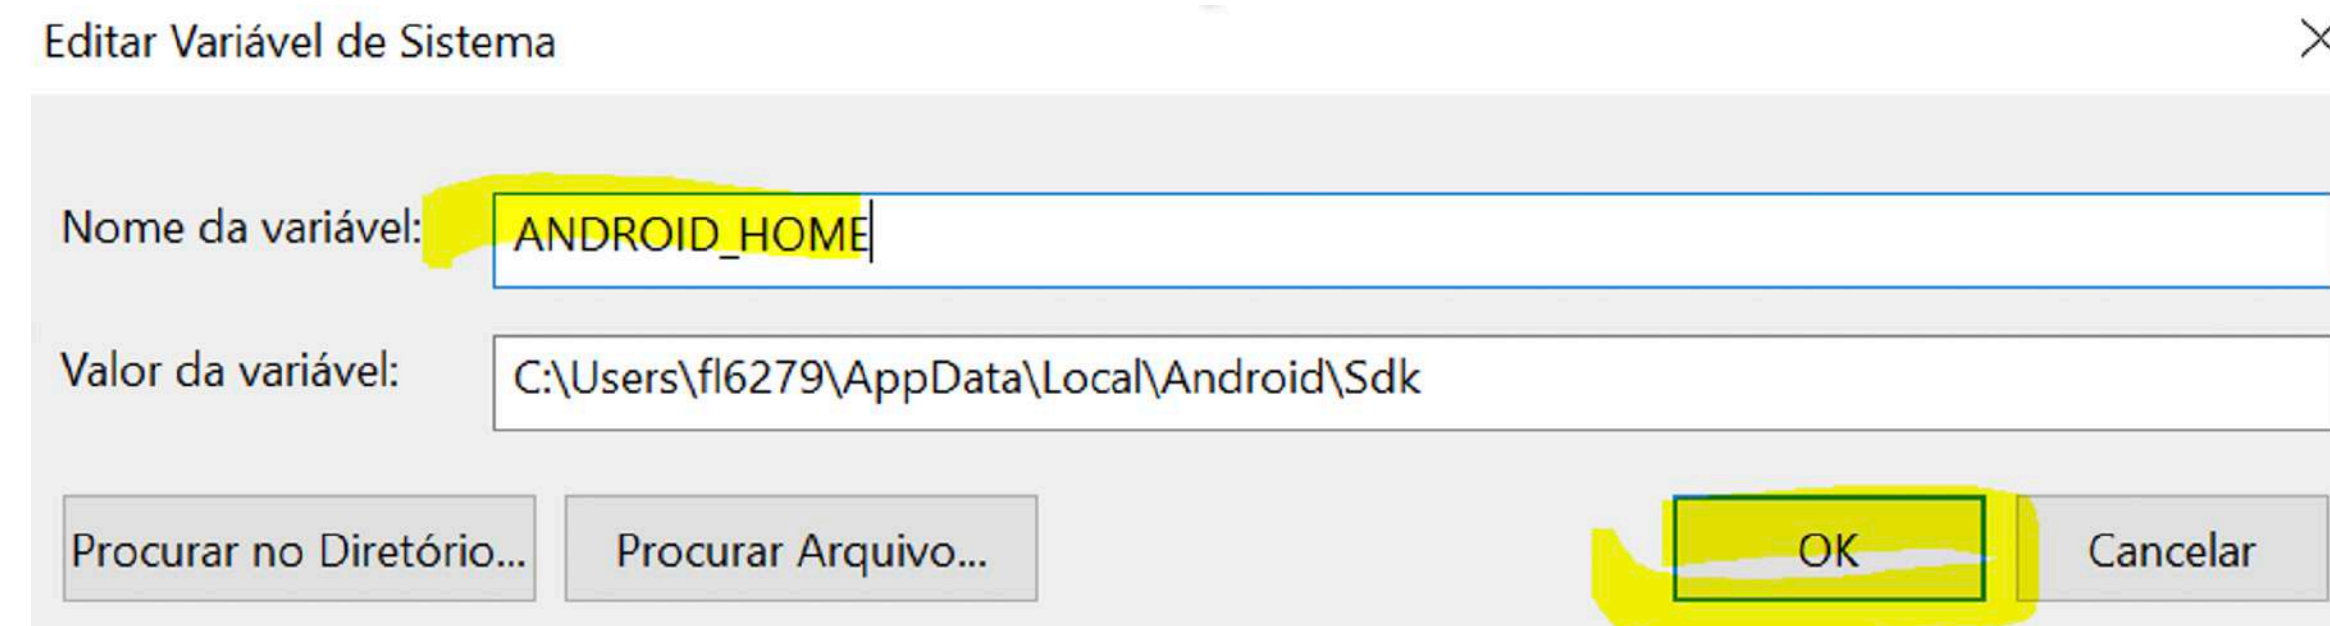 Editar Variável de Sistema
Nome da variável: ANDROID_HOME
Valor da variável: C:\Users\fl6279\AppData\Local\Android\Sdk
Procurar no Diretório... Procurar Arquivo... OK Cancelar